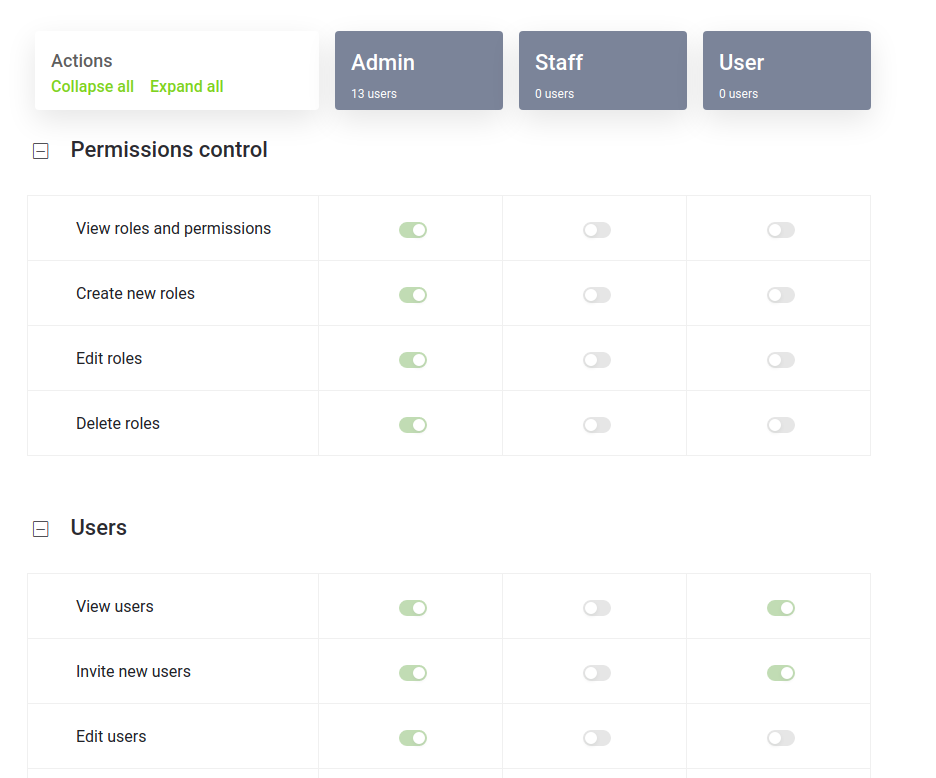 Actions
Collapse all Expand all
Admin
13 users
Staff
0 users
User
0 users
Permissions control
View roles and permissions
Create new roles
Edit roles
Delete roles
Users
View users
Invite new users
Edit users